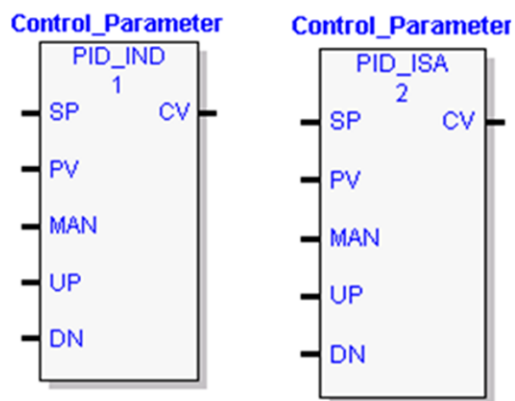 Control_Parameter
PID_IND
1
SP CV
PV
MAN
UP
DN
Control_Parameter
PID_ISA
2
SP CV
PV
MAN
UP
DN